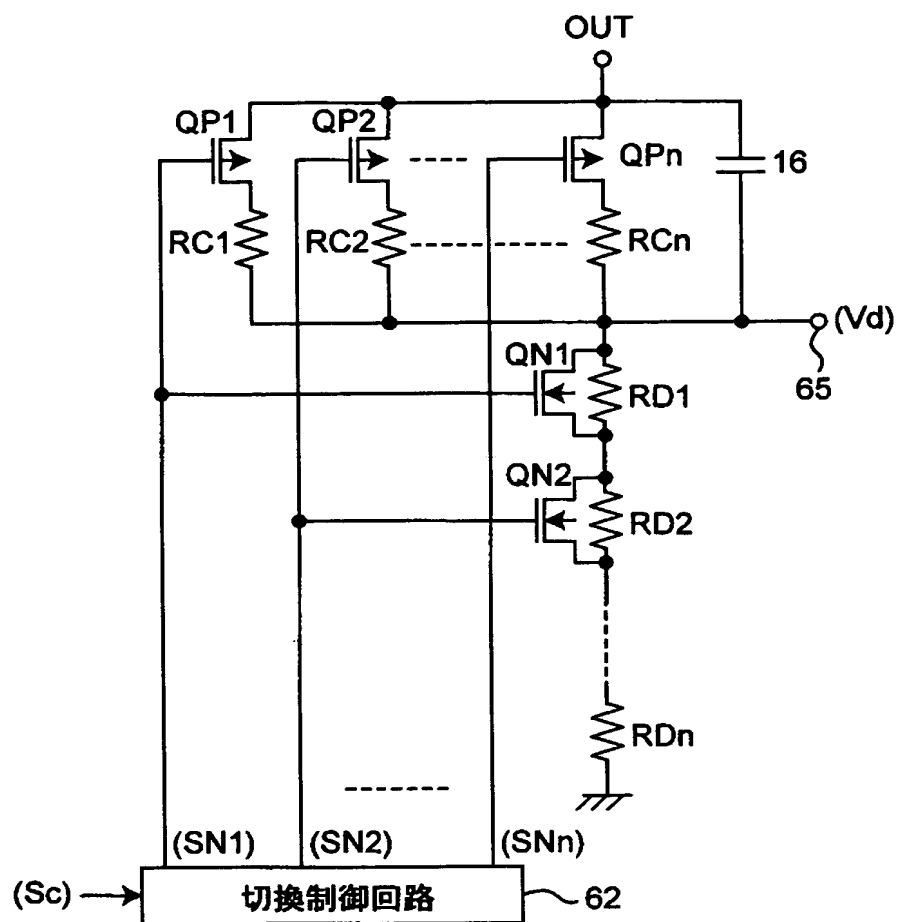 OUT
QP1
QP2
QPn
16
RC1
RC2
RCn
(Vd)
65
QN1
RD1
QN2
RD2
RDn
(SN1)
(SN2)
(SNn)
(Sc)
切換制御回路
62